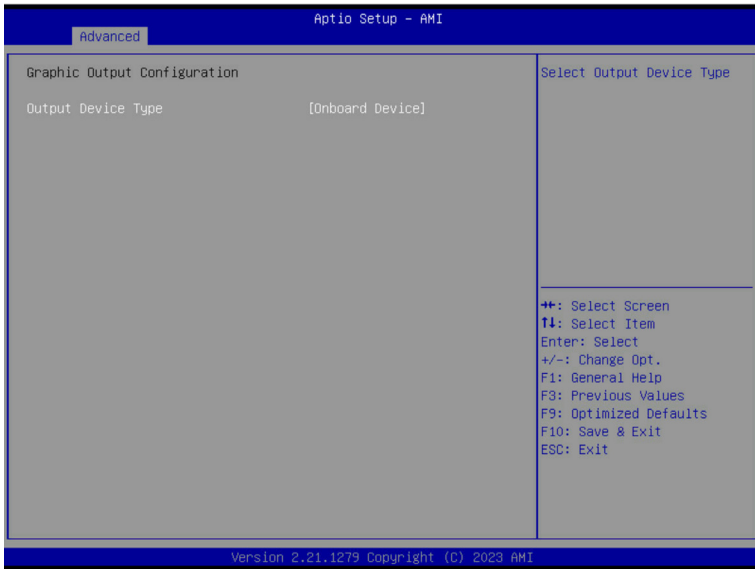 Aptio Setup - AMI
Advanced
Graphic Output Configuration
Output Device Type [Onboard Device]
Select Output Device Type
→←: Select Screen
↑↓: Select Item
Enter: Select
+/-: Change Opt.
F1: General Help
F3: Previous Values
F9: Optimized Defaults
F10: Save & Exit
ESC: Exit
Version 2.21.1279 Copyright (C) 2023 AMI